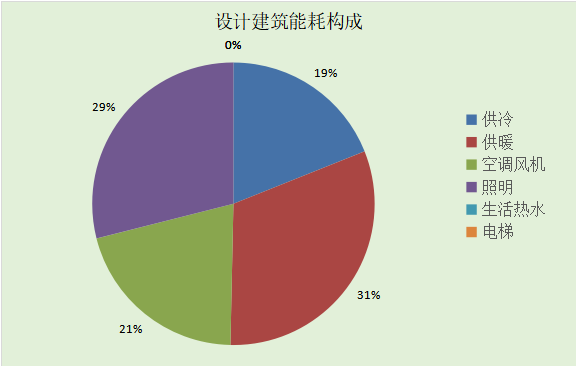 设计建筑能耗构成
0%
19%
29%
31%
21%
供冷
供暖
空调风机
照明
生活热水
电梯